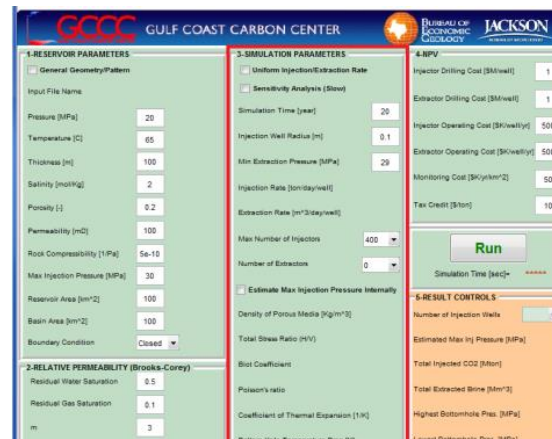 GCCC GULF COAST CARBON CENTER
BUREAU OF
ECONOMIC
GEOLOGY
JACKSON
1-RESERVOIR PARAMETERS
General Geometry/Pattern
Input File Name
Pressure [MPa] 20
Temperature [C] 65
Thickness [m] 100
Salinity [mol/Kg] 2
Porosity [-] 0.2
Permeability [mD] 100
Rock Compressibility [1/Pa] 5e-10
Max Injection Pressure [MPa] 30
Reservoir Area [km^2] 100
Basin Area [km^2] 100
Boundary Condition Closed
2-RELATIVE PERMEABILITY (Brooks-Corey)
Residual Water Saturation 0.5
Residual Gas Saturation 0.1
m 3
3-SIMULATION PARAMETERS
Uniform Injection/Extraction Rate
Sensitivity Analysis (Slow)
Simulation Time [year] 20
Injection Well Radius [m] 0.1
Min Extraction Pressure [MPa] 29
Injection Rate [ton/day/well]
Extraction Rate [m^3/day/well]
Max Number of Injectors 400
Number of Extractors 0
Estimate Max Injection Pressure Internally
Density of Porous Media [Kg/m^3]
Total Stress Ratio (H/V)
Biot Coefficient
Poison's ratio
Coefficient of Thermal Expansion [1/K]
4-NPV
Injector Drilling Cost [$M/well] 1
Extractor Drilling Cost [$M/well] 1
Injector Operating Cost [$K/well/yr] 500
Extractor Operating Cost [$K/well/yr] 500
Monitoring Cost [$K/yr/km^2] 50
Tax Credit [$/ton] 10
Run
Simulation Time [sec]= *****
5-RESULT CONTROLS
Number of Injection Wells
Estimated Max Inj Pressure [MPa]
Total Injected CO2 [Mton]
Total Extracted Brine [Mm^3]
Highest Bottomhole Pres. [MPa]